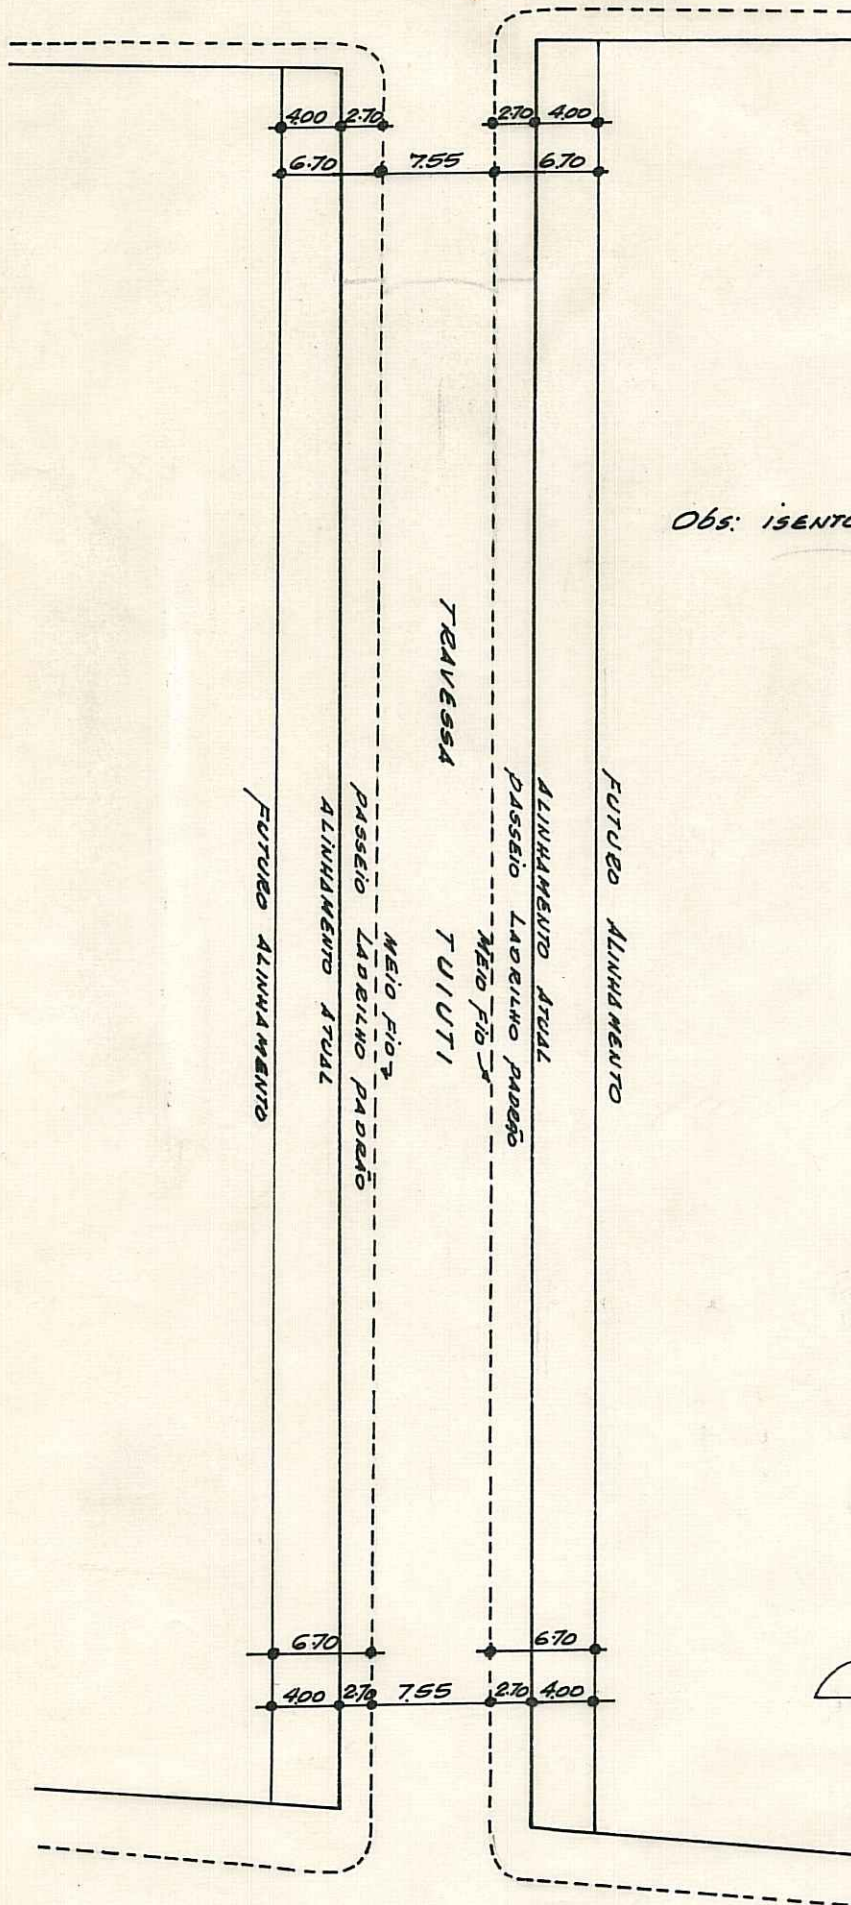 4.00 2.70 2.70 4.00
6.70 7.55 6.70
Obs: iSENTO
TRAVESSA TUIUTI
FUTURO ALINHAMENTO
ALINHAMENTO ATUAL
PASSEIO LADRILHO PADRÃO
MEIO FIO
MEIO FIO
PASSEIO LADRILHO PADRÃO
ALINHAMENTO ATUAL
FUTURO ALINHAMENTO
6.70 6.70
4.00 2.70 7.55 2.70 4.00